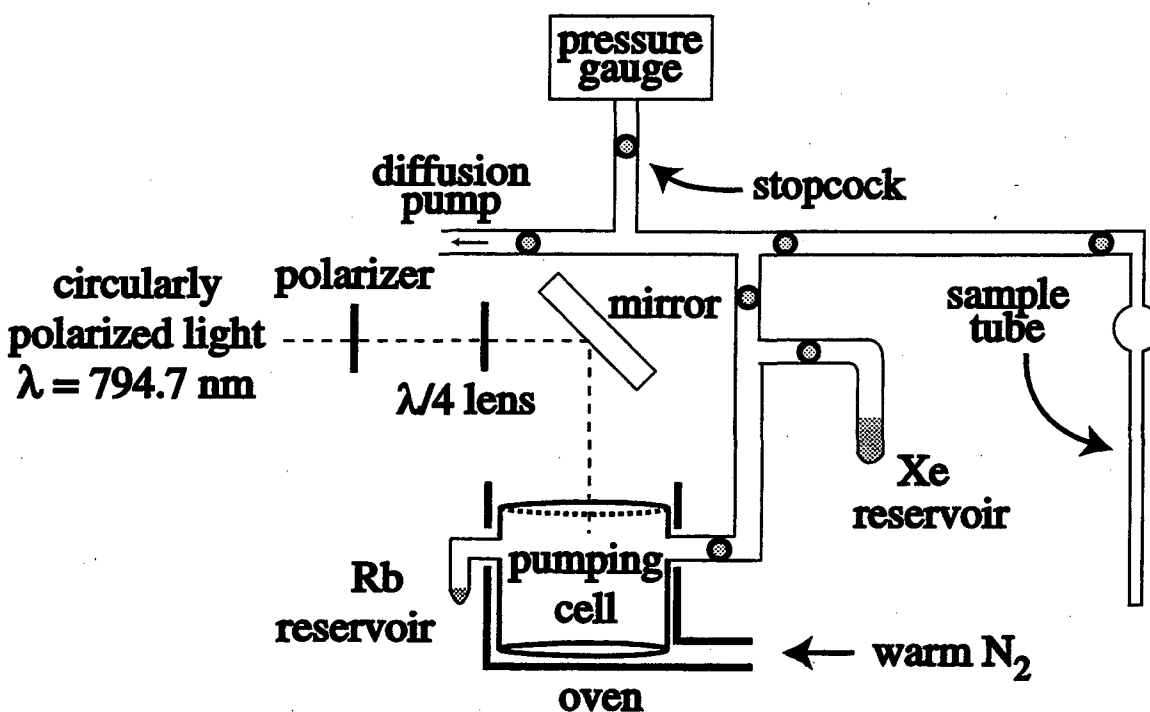 pressure
gauge
diffusion
pump
stopcock
circularly
polarized light
λ = 794.7 nm
polarizer
λ/4 lens
mirror
sample
tube
Xe
reservoir
Rb
reservoir
pumping
cell
warm N₂
oven